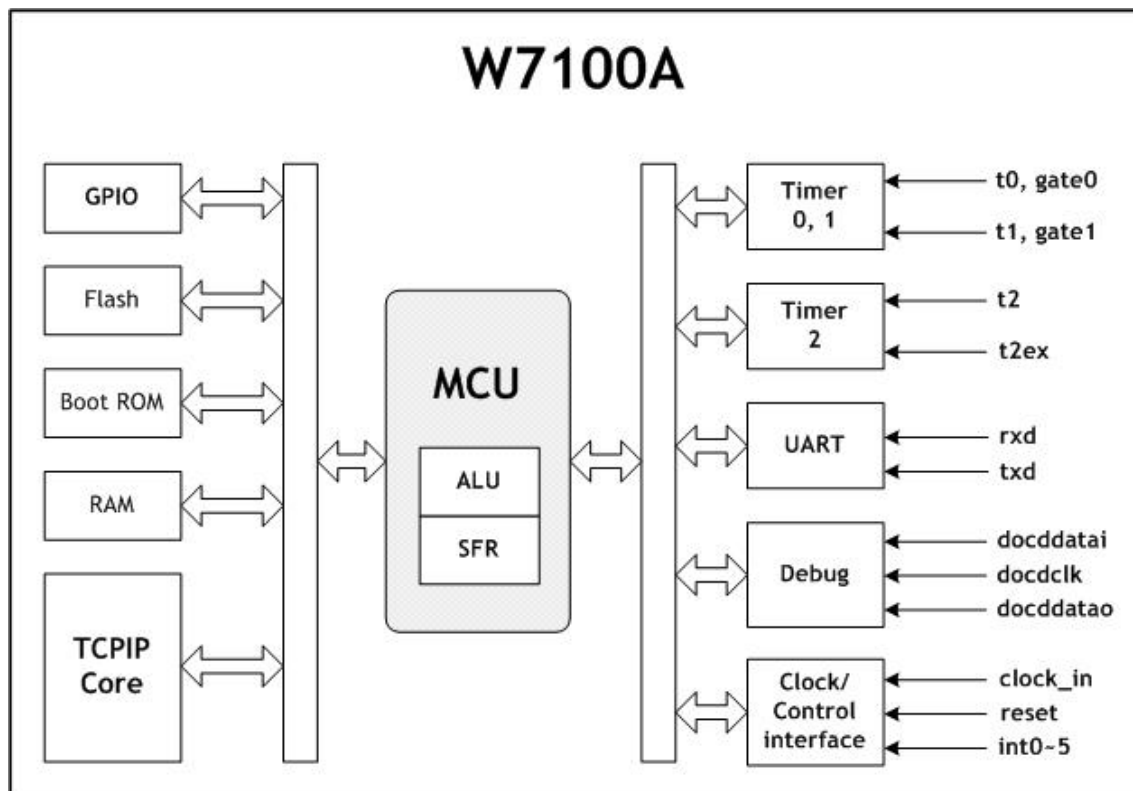 W7100A
GPIO
Flash
Boot ROM
RAM
TCPIP
Core
MCU
ALU
SFR
Timer
0, 1
t0, gate0
t1, gate1
Timer
2
t2
t2ex
UART
rxd
txd
Debug
docddatai
docdclk
docddatao
Clock/
Control
interface
clock_in
reset
int0~5